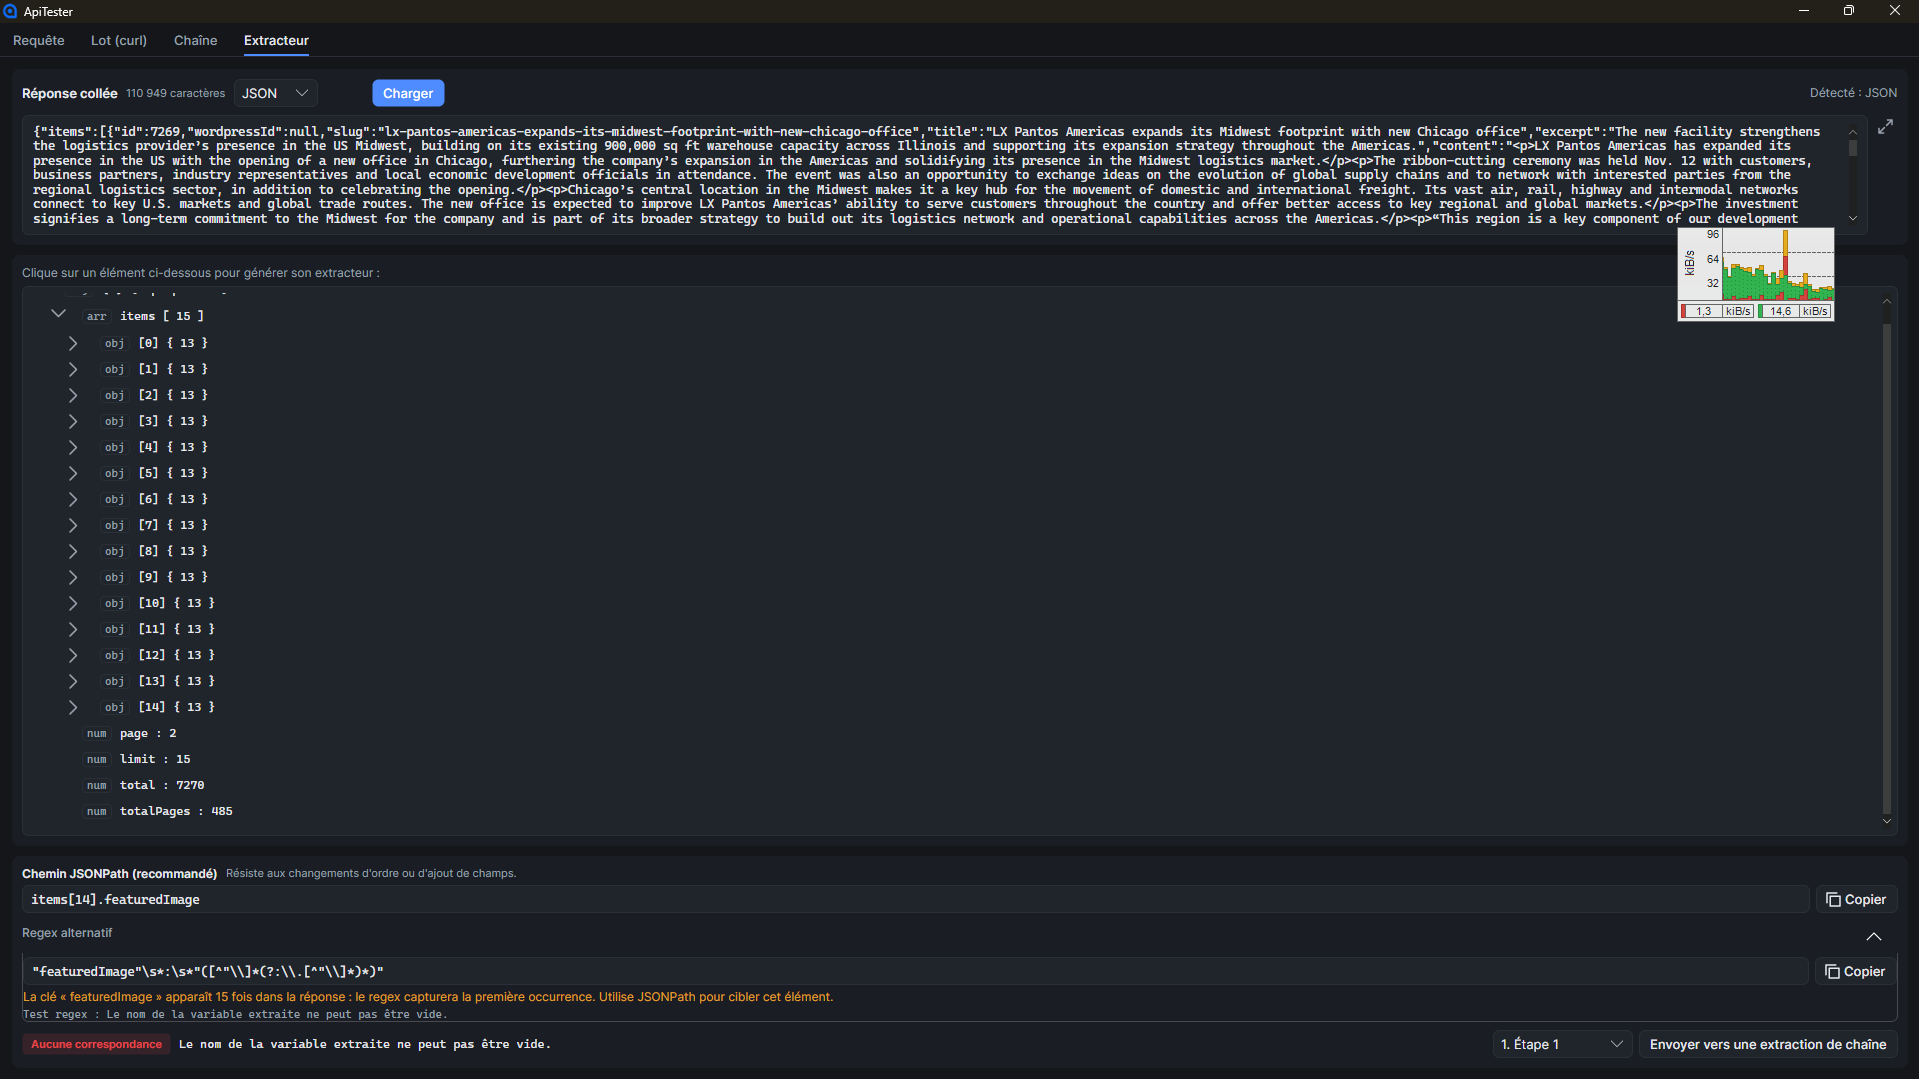 ApiTester
Requête Lot (curl) Chaîne Extracteur
Réponse collée 110 949 caractères JSON Charger Détecté : JSON
{"items":[{"id":7269,"wordpressId":null,"slug":"lx-pantos-americas-expands-its-midwest-footprint-with-new-chicago-office","title":"LX Pantos Americas expands its Midwest footprint with new Chicago office","excerpt":"The new facility strengthens
the logistics provider’s presence in the US Midwest, building on its existing 900,000 sq ft warehouse capacity across Illinois and supporting its expansion strategy throughout the Americas.","content":"<p>LX Pantos Americas has expanded its
presence in the US with the opening of a new office in Chicago, furthering the company’s expansion in the Americas and solidifying its presence in the Midwest logistics market.</p><p>The ribbon-cutting ceremony was held Nov. 12 with customers,
business partners, industry representatives and local economic development officials in attendance. The event was also an opportunity to exchange ideas on the evolution of global supply chains and to network with interested parties from the
regional logistics sector, in addition to celebrating the opening.</p><p>Chicago’s central location in the Midwest makes it a key hub for the movement of domestic and international freight. Its vast air, rail, highway and intermodal networks
connect to key U.S. markets and global trade routes. The new office is expected to improve LX Pantos Americas’ ability to serve customers throughout the country and offer better access to key regional and global markets.</p><p>The investment
signifies a long-term commitment to the Midwest for the company and is part of its broader strategy to build out its logistics network and operational capabilities across the Americas.</p><p>“This region is a key component of our development
96
64
32
kiB/s
1,3 kiB/s 14,6 kiB/s
Clique sur un élément ci-dessous pour générer son extracteur :
arr items [ 15 ]
obj [0] { 13 }
obj [1] { 13 }
obj [2] { 13 }
obj [3] { 13 }
obj [4] { 13 }
obj [5] { 13 }
obj [6] { 13 }
obj [7] { 13 }
obj [8] { 13 }
obj [9] { 13 }
obj [10] { 13 }
obj [11] { 13 }
obj [12] { 13 }
obj [13] { 13 }
obj [14] { 13 }
num page : 2
num limit : 15
num total : 7270
num totalPages : 485
Chemin JSONPath (recommandé) Résiste aux changements d'ordre ou d'ajout de champs.
items[14].featuredImage Copier
Regex alternatif
"featuredImage"\s*:\s*"([^"\\]*(?:\\.[^"\\]*)*)" Copier
La clé « featuredImage » apparaît 15 fois dans la réponse : le regex capturera la première occurrence. Utilise JSONPath pour cibler cet élément.
Test regex : Le nom de la variable extraite ne peut pas être vide.
Aucune correspondance Le nom de la variable extraite ne peut pas être vide. 1. Étape 1 Envoyer vers une extraction de chaîne